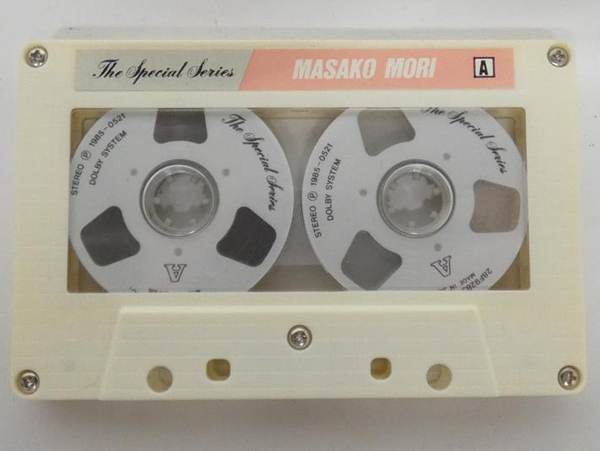 The Special Series
MASAKO MORI
A
The Special Series
STEREO Ⓟ 1985-0521
DOLBY SYSTEM
A
The Special Series
STEREO Ⓟ 1985-0521
DOLBY SYSTEM
A